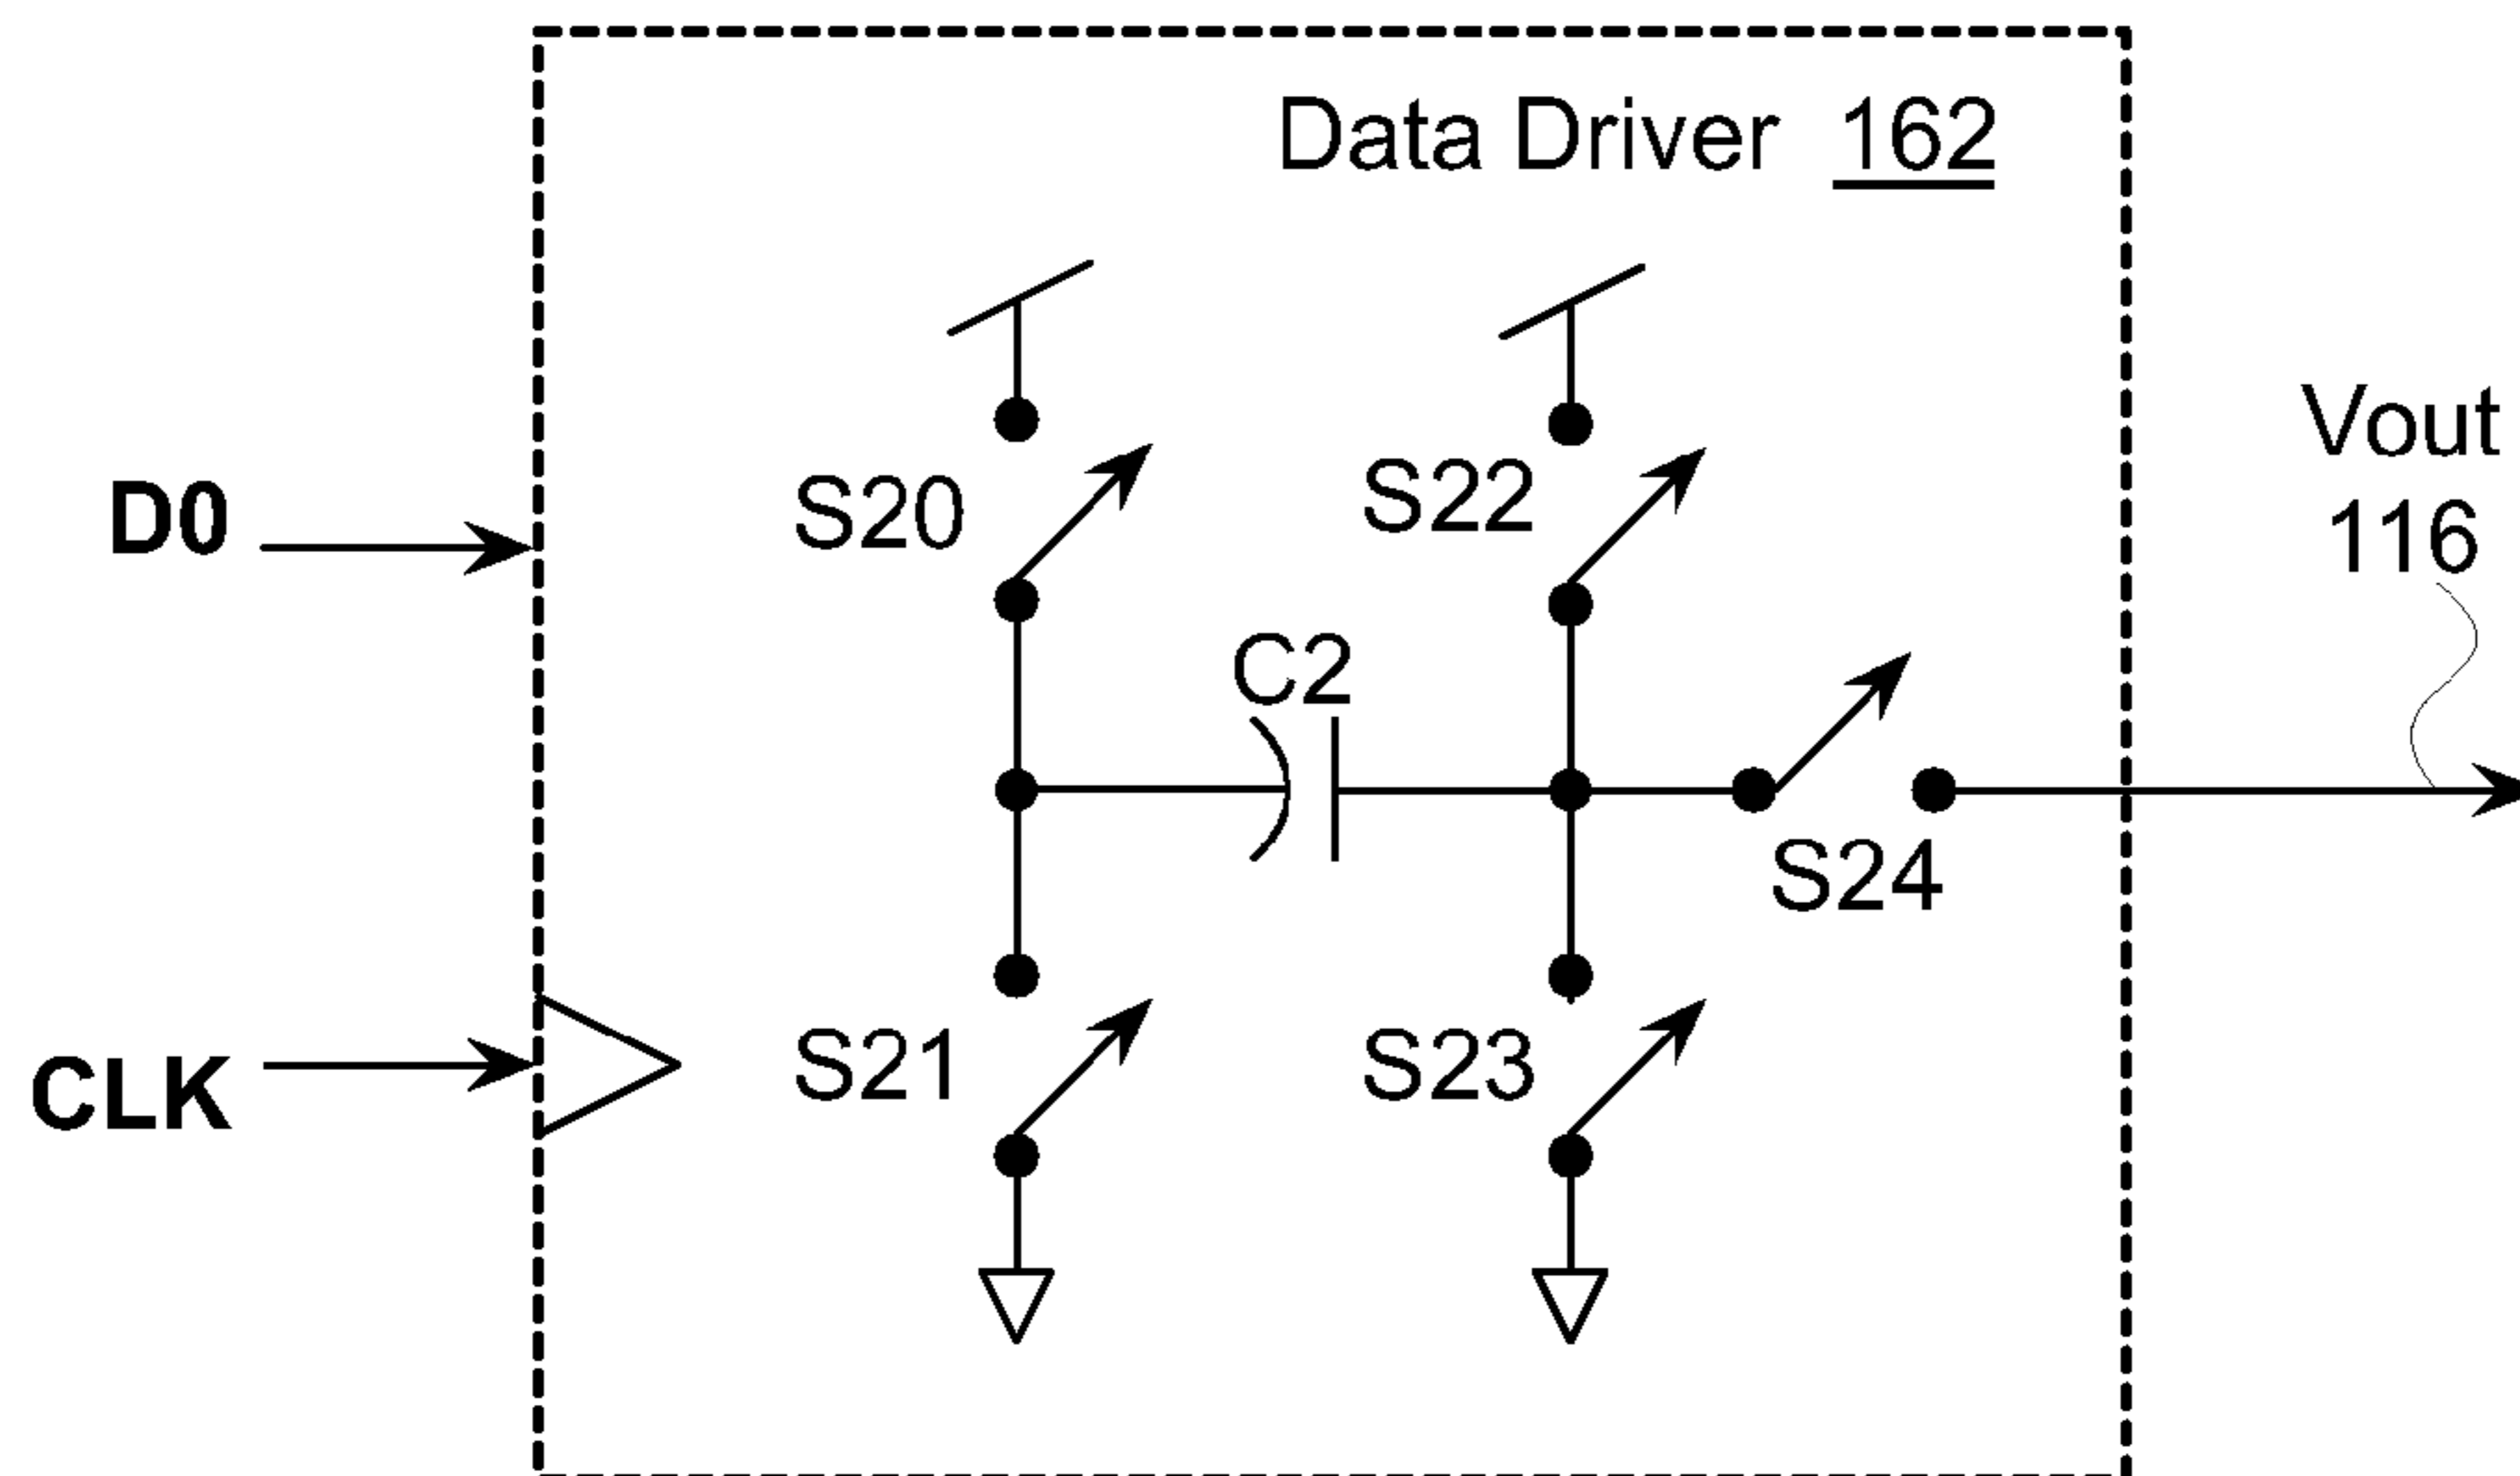 Data Driver 162
Vout
116
D0
S20
S22
C2
S24
CLK
S21
S23